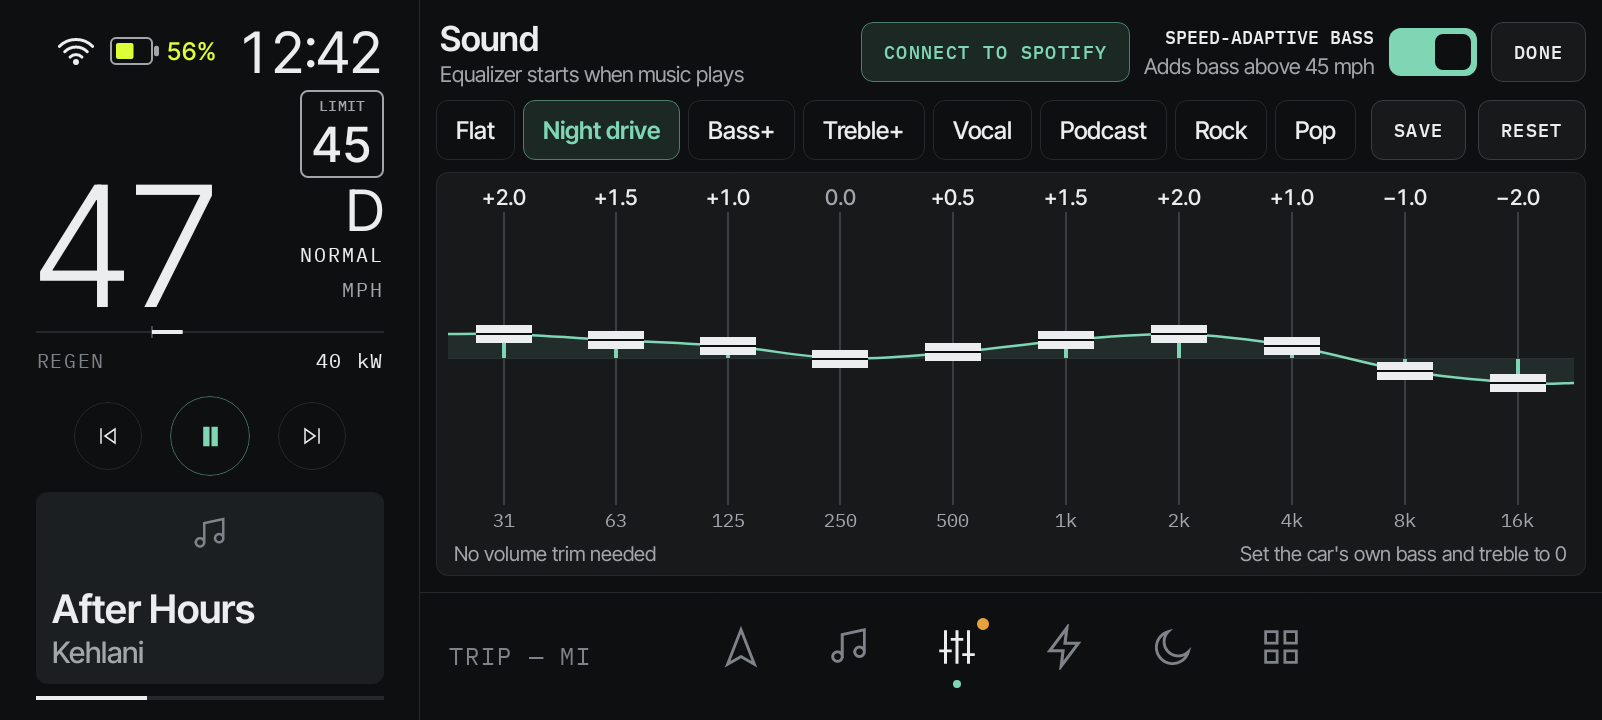 56%
12:42
LIMIT
45
47
D
NORMAL
MPH
REGEN
40 kW
After Hours
Kehlani
Sound
Equalizer starts when music plays
CONNECT TO SPOTIFY
SPEED-ADAPTIVE BASS
Adds bass above 45 mph
DONE
Flat
Night drive
Bass+
Treble+
Vocal
Podcast
Rock
Pop
SAVE
RESET
+2.0 +1.5 +1.0 0.0 +0.5 +1.5 +2.0 +1.0 −1.0 −2.0
31 63 125 250 500 1k 2k 4k 8k 16k
No volume trim needed
Set the car's own bass and treble to 0
TRIP — MI